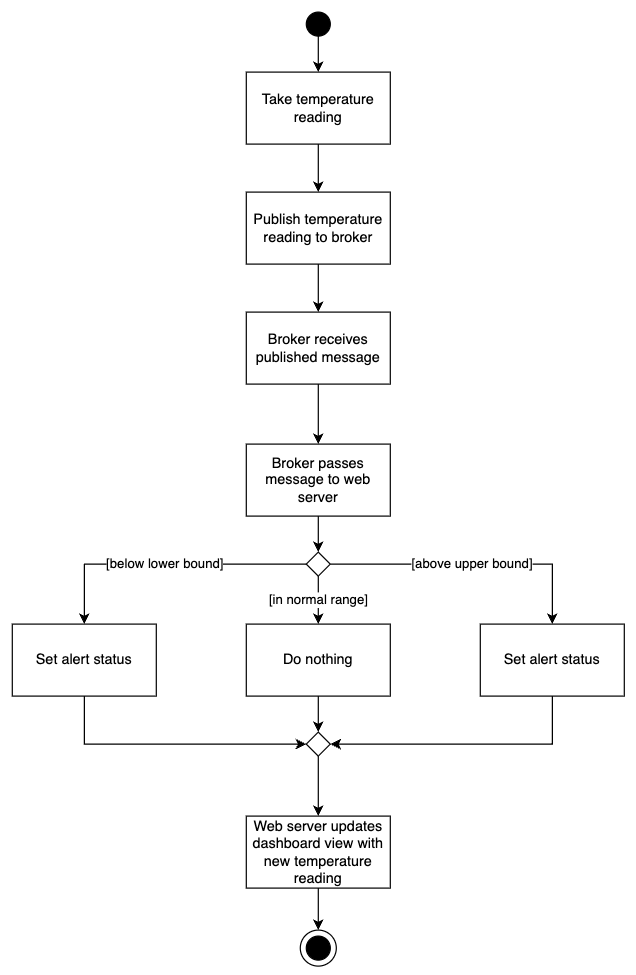 Take temperature
reading
Publish temperature
reading to broker
Broker receives
published message
Broker passes
message to web
server
[below lower bound]
[above upper bound]
[in normal range]
Set alert status
Do nothing
Set alert status
Web server updates
dashboard view with
new temperature
reading